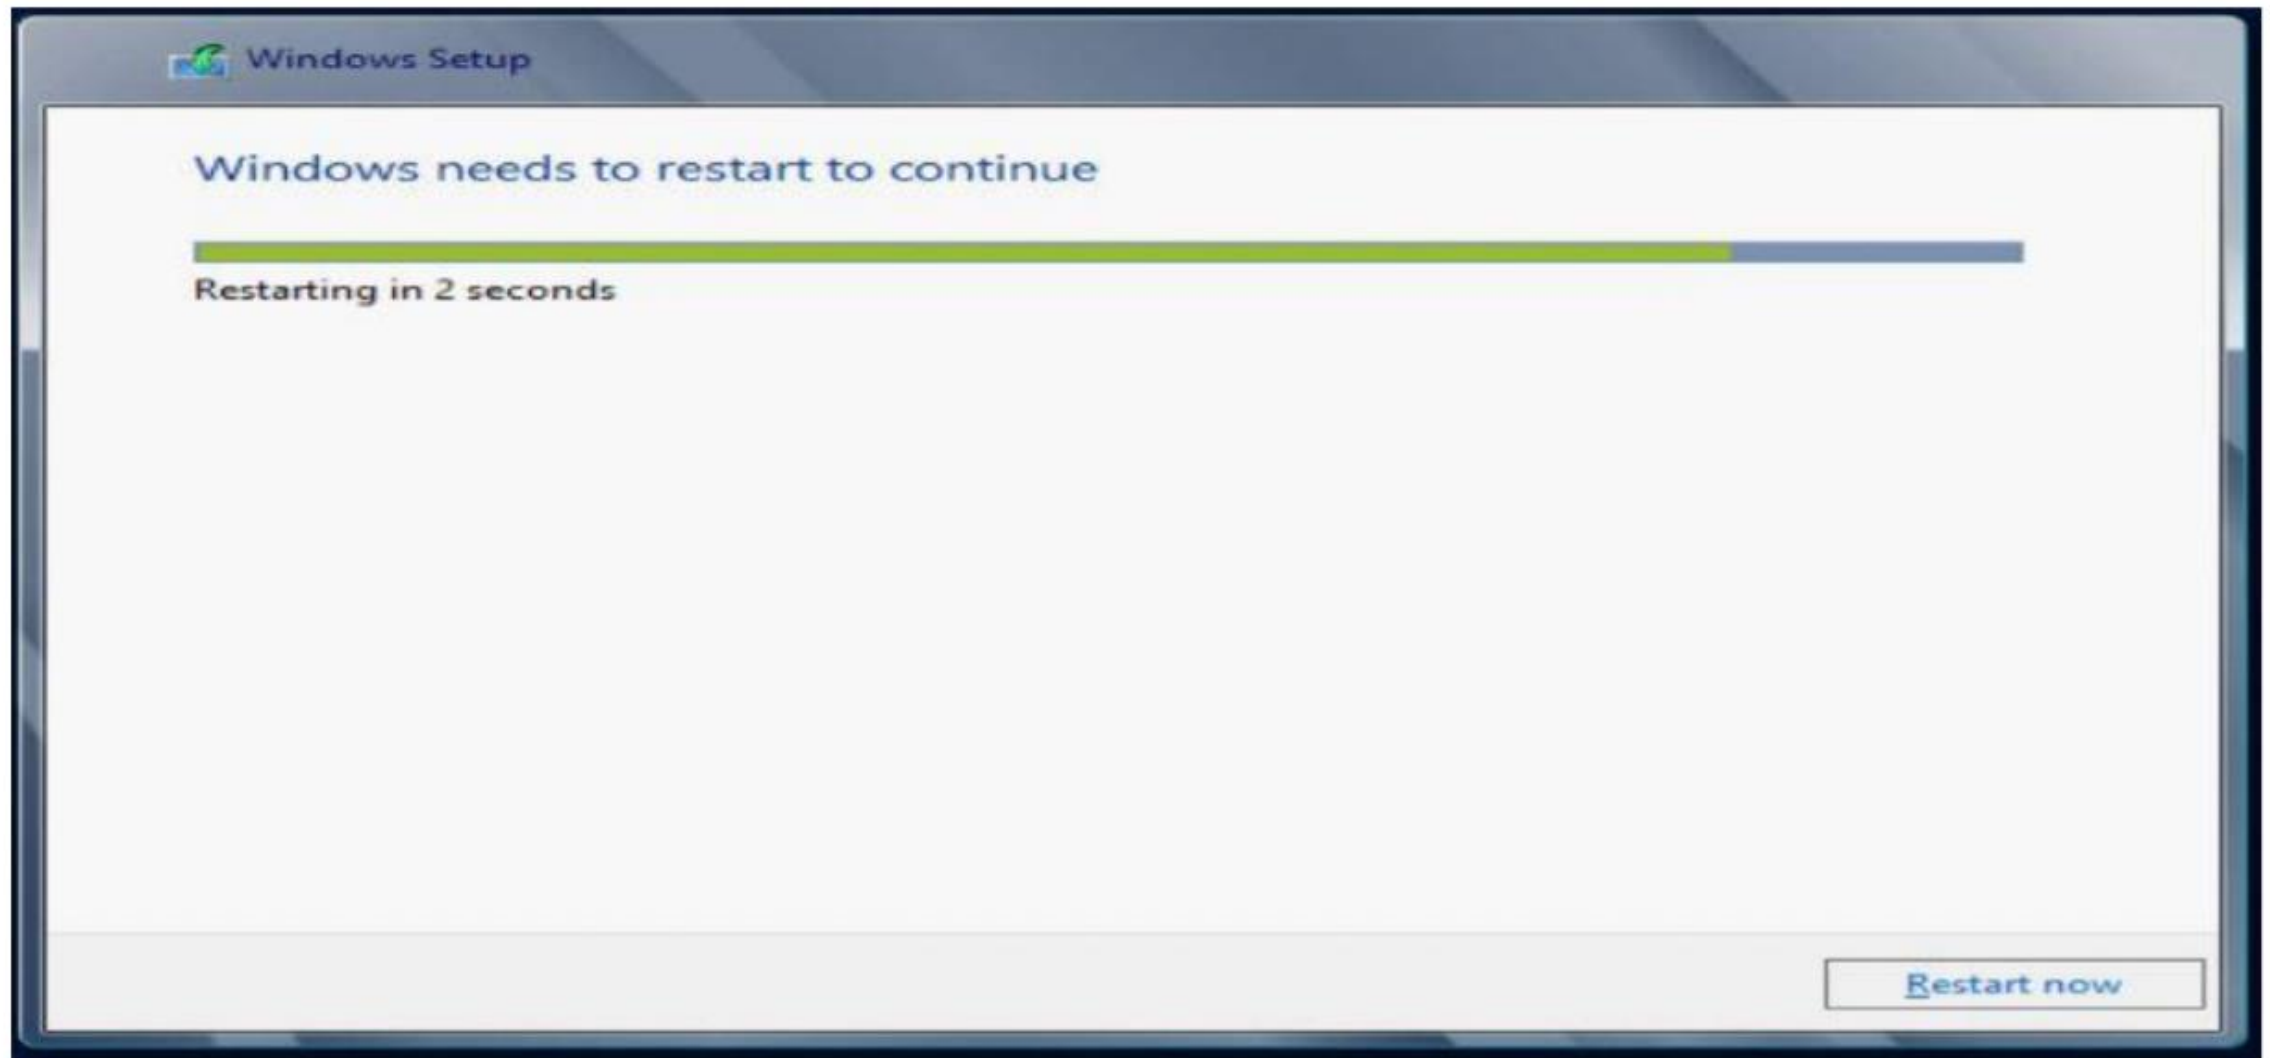 Windows Setup
Windows needs to restart to continue
Restarting in 2 seconds
Restart now